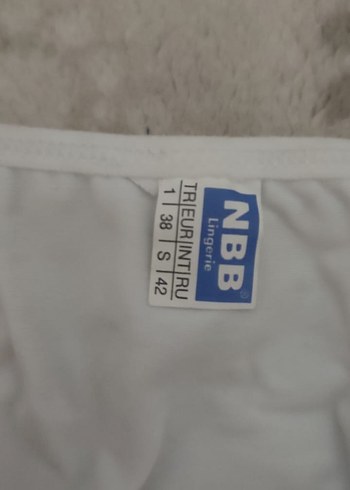 NBB®
Lingerie
TR|EUR|INT|RU
1 | 38 | S | 42